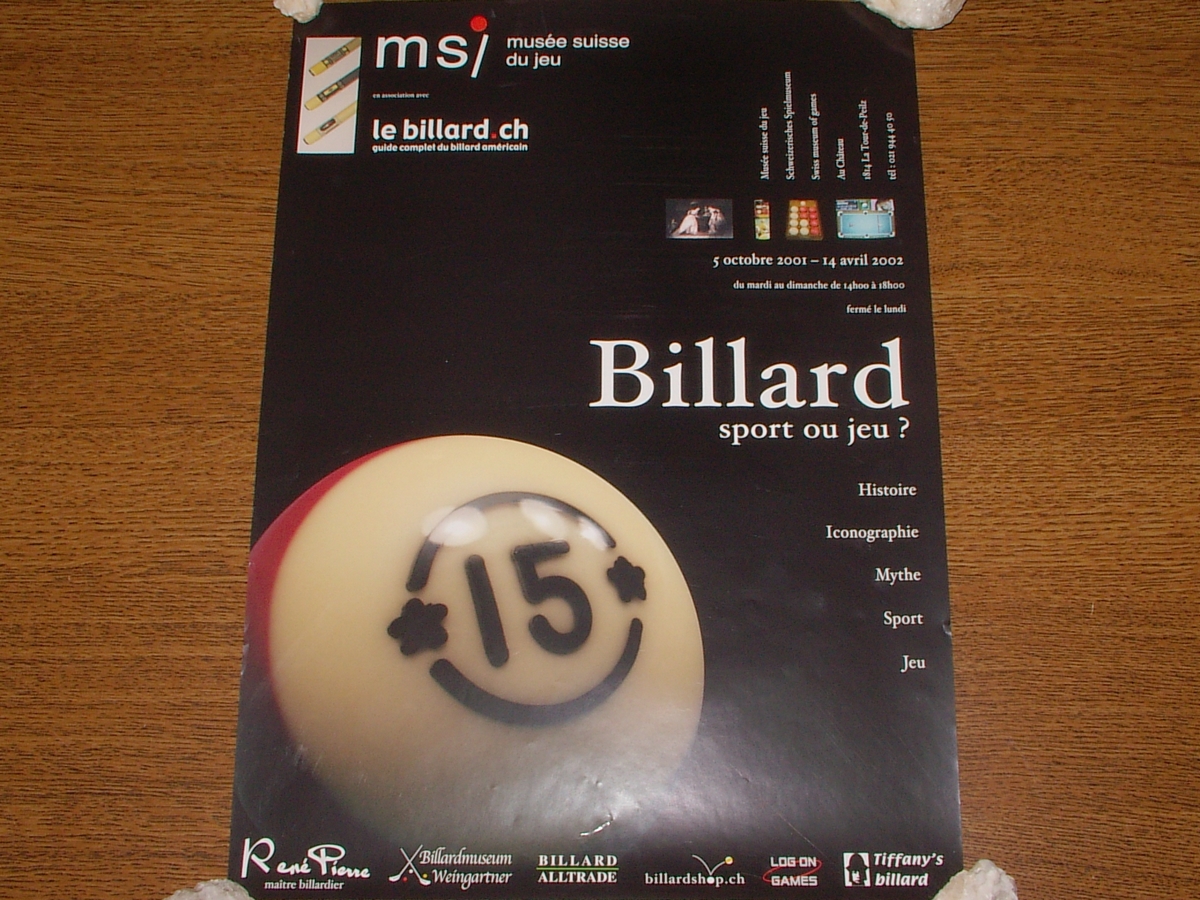 msj musée suisse
du jeu
en association avec
le billard.ch
guide complet du billard américain
Musée suisse du jeu
Schweizerisches Spielmuseum
Swiss museum of games
Au Château
1814 La Tour-de-Peilz
tél : 021 944 40 50
5 octobre 2001 – 14 avril 2002
du mardi au dimanche de 14h00 à 18h00
fermé le lundi
Billard
sport ou jeu ?
Histoire
Iconographie
Mythe
Sport
Jeu
15
René Pierre
maître billardier
Billardmuseum
Weingartner
BILLARD
ALLTRADE
billardshop.ch
LOG-ON
GAMES
Tiffany's
billard